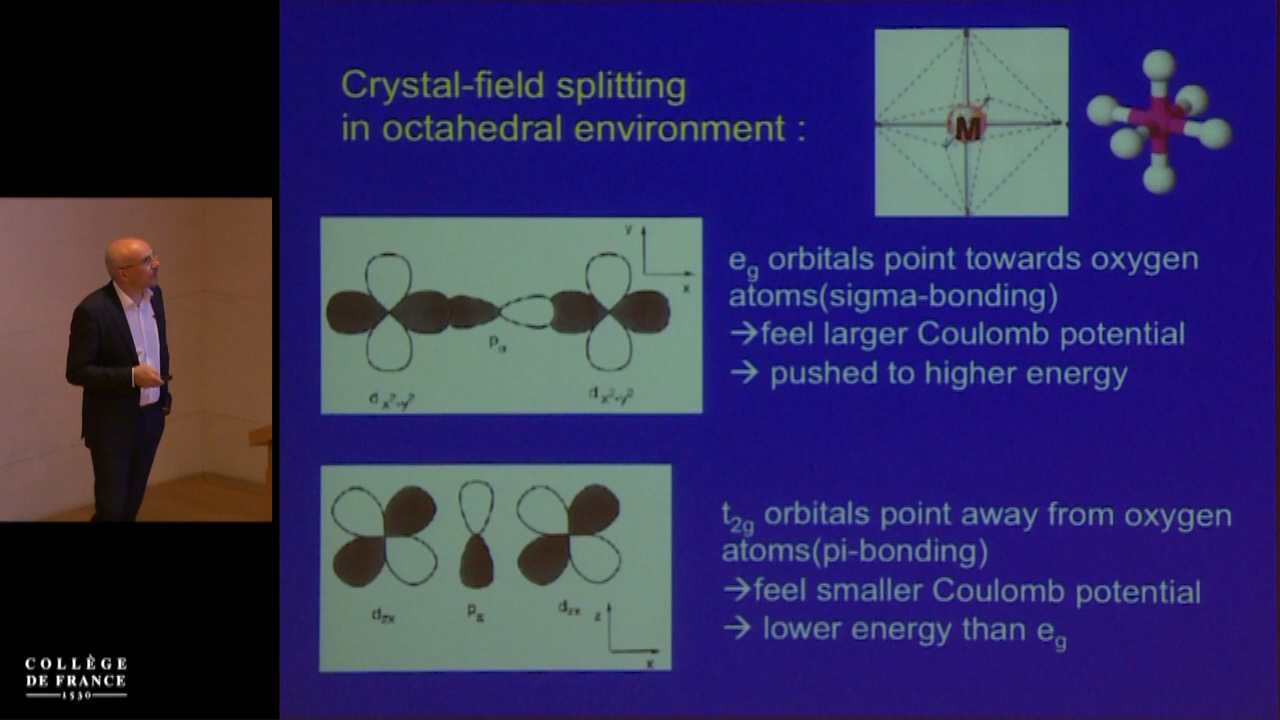 Crystal-field splitting
in octahedral environment :
M
y
x
pσ
dx²-y²
dx²-y²
eg orbitals point towards oxygen
atoms(sigma-bonding)
→feel larger Coulomb potential
→ pushed to higher energy
dzx
pπ
dzx
z
x
t2g orbitals point away from oxygen
atoms(pi-bonding)
→feel smaller Coulomb potential
→ lower energy than eg
COLLÈGE
DE FRANCE
1530